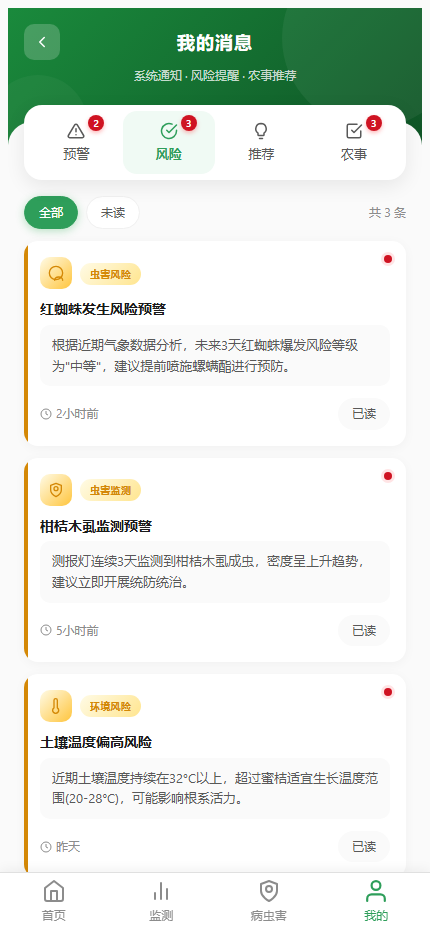 我的消息
系统通知 · 风险提醒 · 农事推荐
2
3
3
预警
风险
推荐
农事
全部
未读
共 3 条
虫害风险
红蜘蛛发生风险预警
根据近期气象数据分析，未来3天红蜘蛛爆发风险等级
为"中等"，建议提前喷施螺螨酯进行预防。
2小时前
已读
虫害监测
柑桔木虱监测预警
测报灯连续3天监测到柑桔木虱成虫，密度呈上升趋势，
建议立即开展统防统治。
5小时前
已读
环境风险
土壤温度偏高风险
近期土壤温度持续在32°C以上，超过蜜桔适宜生长温度范
围(20-28°C)，可能影响根系活力。
昨天
已读
首页
监测
病虫害
我的